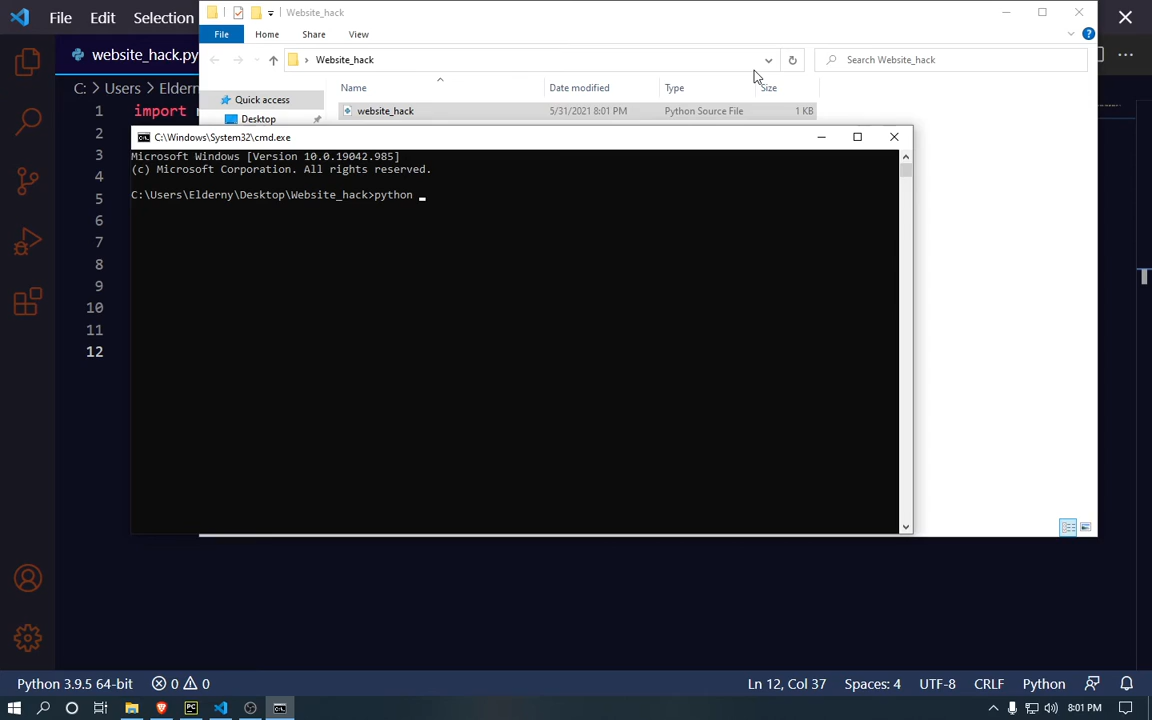 File Edit Selection
Website_hack
File Home Share View
Website_hack
Search Website_hack
website_hack.py
Name Date modified Type Size
C: > Users > Eldern
Quick access
Desktop
website_hack 5/31/2021 8:01 PM Python Source File 1 KB
1 import
2
3
4
5
6
7
8
9
10
11
12
C:\Windows\System32\cmd.exe
Microsoft Windows [Version 10.0.19042.985]
(c) Microsoft Corporation. All rights reserved.
C:\Users\Elderny\Desktop\Website_hack>python _
Python 3.9.5 64-bit 0 0 Ln 12, Col 37 Spaces: 4 UTF-8 CRLF Python
8:01 PM